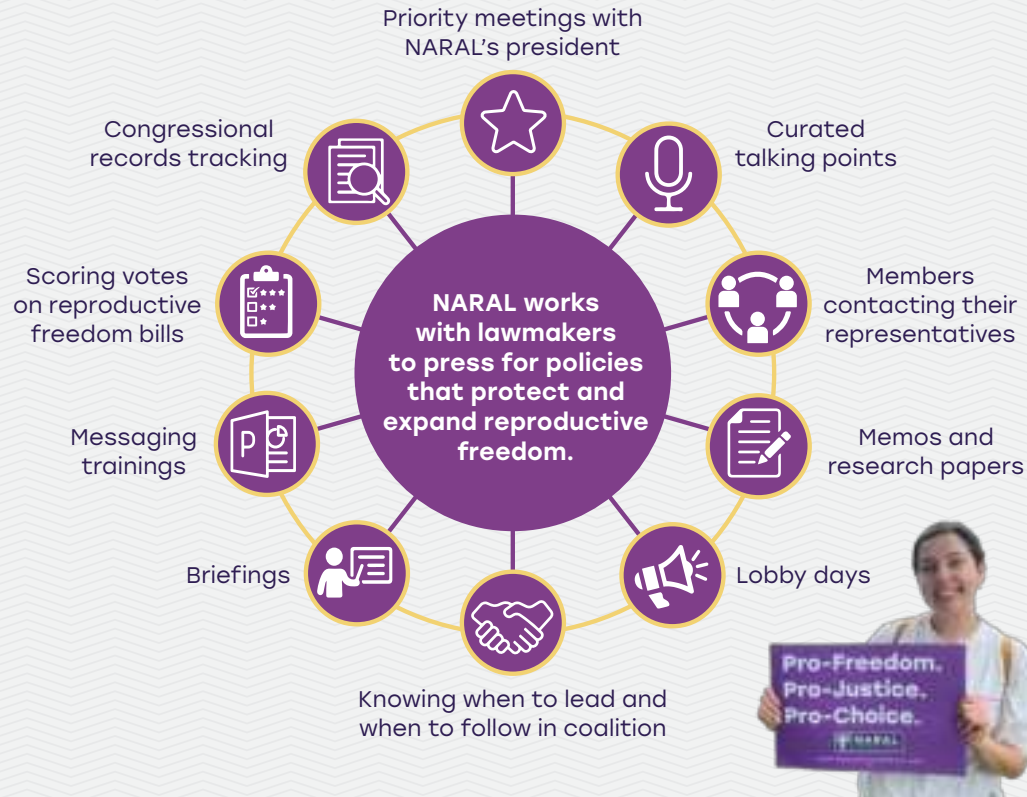 Priority meetings with
NARAL's president
Curated
talking points
Members
contacting their
representatives
Memos and
research papers
Lobby days
Knowing when to lead and
when to follow in coalition
Briefings
Messaging
trainings
P
Scoring votes
on reproductive
freedom bills
Congressional
records tracking
NARAL works
with lawmakers
to press for policies
that protect and
expand reproductive
freedom.
Pro-Freedom.
Pro-Justice.
Pro-Choice.
NARAL